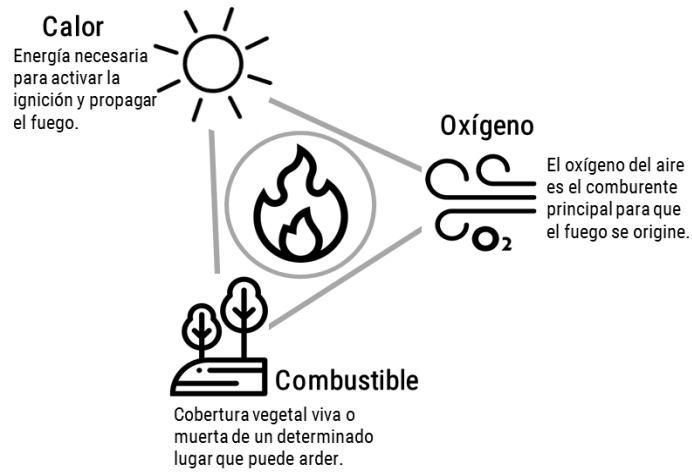 Calor
Energía necesaria
para activar la
ignición y propagar
el fuego.
Oxígeno
El oxígeno del aire
es el comburente
principal para que
el fuego se origine.
O₂
Combustible
Cobertura vegetal viva o
muerta de un determinado
lugar que puede arder.